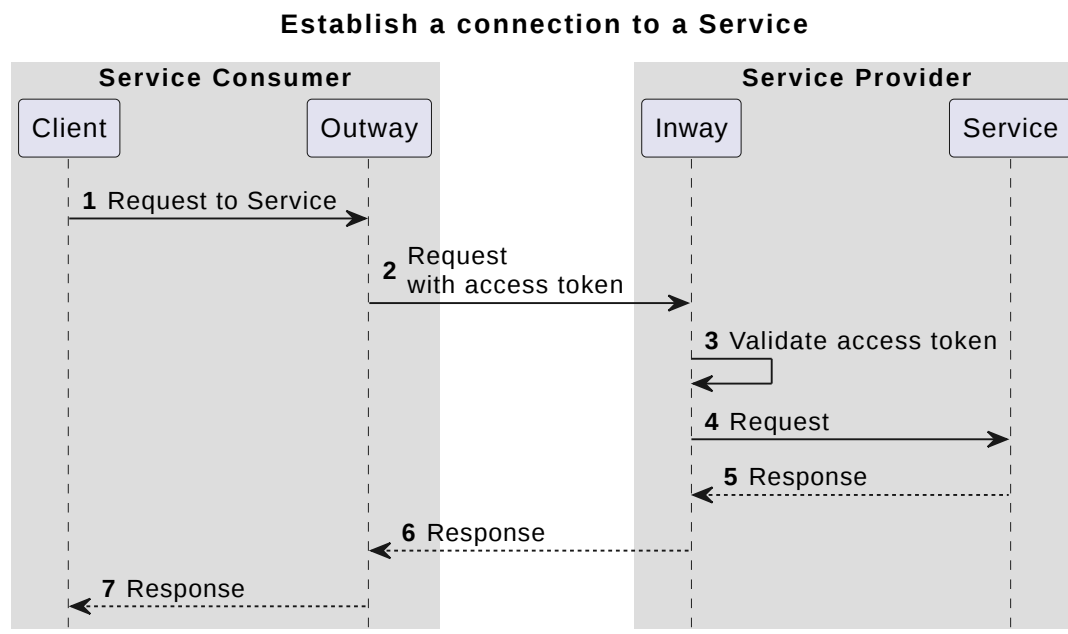 Establish a connection to a Service
Service Consumer
Service Provider
Client
Outway
Inway
Service
1 Request to Service
2 Request
with access token
3 Validate access token
4 Request
5 Response
6 Response
7 Response